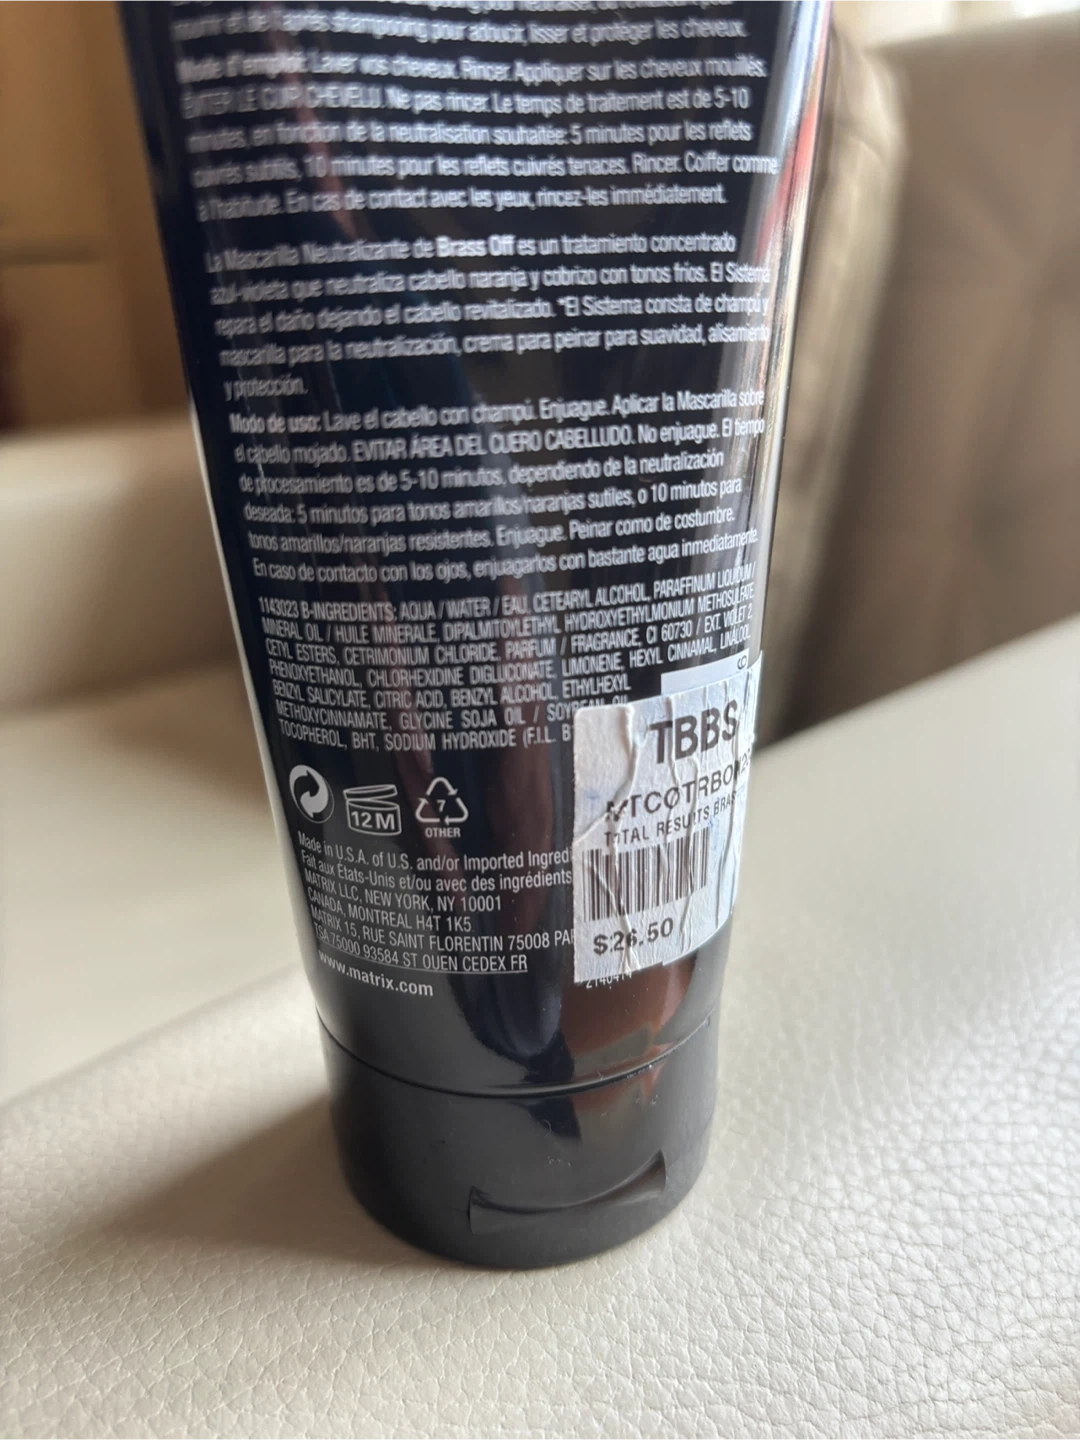 nourrir et de l'après shampooing pour adoucir, lisser et protéger les cheveux.
Mode d'emploi: Laver vos cheveux. Rincer. Appliquer sur les cheveux mouillés.
ÉVITER LE CUIR CHEVELU. Ne pas rincer. Le temps de traitement est de 5-10
minutes, en fonction de la neutralisation souhaitée: 5 minutes pour les reflets
cuivrés subtils, 10 minutes pour les reflets cuivrés tenaces. Rincer. Coiffer comme
à l'habitude. En cas de contact avec les yeux, rincez-les immédiatement.
La Mascarilla Neutralizante de Brass Off es un tratamiento concentrado
azul-violeta que neutraliza cabello naranja y cobrizo con tonos fríos. El Sistema
repara el daño dejando el cabello revitalizado. *El Sistema consta de champú y
mascarilla para la neutralización, crema para peinar para suavidad, alisamiento
y protección.
Modo de uso: Lave el cabello con champú. Enjuague. Aplicar la Mascarilla sobre
el cabello mojado. EVITAR ÁREA DEL CUERO CABELLUDO. No enjuague. El tiempo
de procesamiento es de 5-10 minutos, dependiendo de la neutralización
deseada: 5 minutos para tonos amarillos/naranjas sutiles, o 10 minutos para
tonos amarillos/naranjas resistentes. Enjuague. Peinar como de costumbre.
En caso de contacto con los ojos, enjuagarlos con bastante agua inmediatamente.
1143023 B-INGREDIENTS: AQUA / WATER / EAU, CETEARYL ALCOHOL, PARAFFINUM LIQUIDUM /
MINERAL OIL / HUILE MINERALE, DIPALMITOYLETHYL HYDROXYETHYLMONIUM METHOSULFATE,
CETYL ESTERS, CETRIMONIUM CHLORIDE, PARFUM / FRAGRANCE, CI 60730 / EXT. VIOLET 2,
PHENOXYETHANOL, CHLORHEXIDINE DIGLUCONATE, LIMONENE, HEXYL CINNAMAL, LINALOOL,
BENZYL SALICYLATE, CITRIC ACID, BENZYL ALCOHOL, ETHYLHEXYL
METHOXYCINNAMATE, GLYCINE SOJA OIL / SOYBEAN OIL
TOCOPHEROL, BHT, SODIUM HYDROXIDE (F.I.L. B
12M
7
OTHER
Made in U.S.A. of U.S. and/or Imported Ingred
Fait aux États-Unis et/ou avec des ingrédients
MATRIX LLC, NEW YORK, NY 10001
CANADA, MONTREAL H4T 1K5
MATRIX 15, RUE SAINT FLORENTIN 75008 PA
TSA 75000 93584 ST OUEN CEDEX FR
www.matrix.com
TBBS
MTCOTRBOM
TOTAL RESULTS BRAS
$26.50